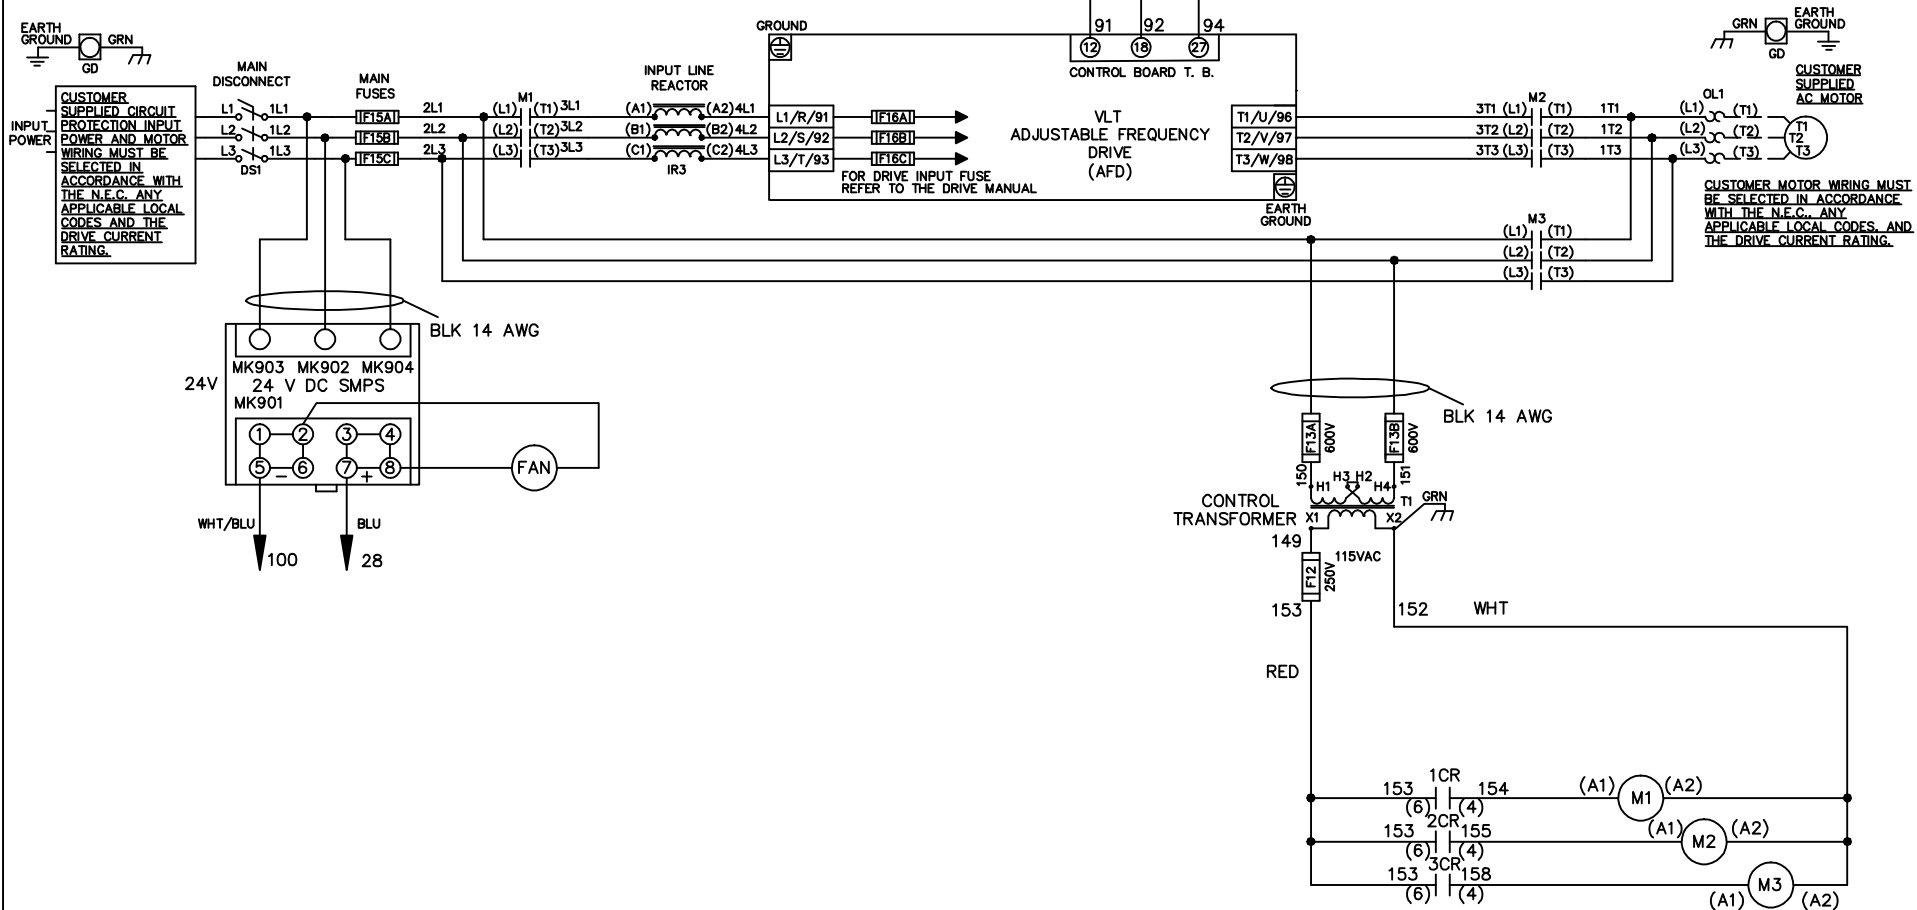 EARTH
GROUND
GRN
GD
INPUT
POWER
CUSTOMER
SUPPLIED CIRCUIT
PROTECTION INPUT
POWER AND MOTOR
WIRING MUST BE
SELECTED IN
ACCORDANCE WITH
THE N.E.C. ANY
APPLICABLE LOCAL
CODES AND THE
DRIVE CURRENT
RATING.
MAIN
DISCONNECT
L1 1L1
L2 1L2
L3 1L3
DS1
MAIN
FUSES
F15A
F15B
F15C
2L1
2L2
2L3
M1
(L1) (T1) 3L1
(L2) (T2) 3L2
(L3) (T3) 3L3
INPUT LINE
REACTOR
(A1) (A2) 4L1
(B1) (B2) 4L2
(C1) (C2) 4L3
IR3
GROUND
91 92 94
12 18 27
CONTROL BOARD T. B.
L1/R/91
L2/S/92
L3/T/93
F16A
F16B
F16C
FOR DRIVE INPUT FUSE
REFER TO THE DRIVE MANUAL
VLT
ADJUSTABLE FREQUENCY
DRIVE
(AFD)
T1/U/96
T2/V/97
T3/W/98
EARTH
GROUND
M2
3T1 (L1) (T1) 1T1
3T2 (L2) (T2) 1T2
3T3 (L3) (T3) 1T3
OL1
(L1) (T1)
(L2) (T2)
(L3) (T3)
T1
T2
T3
GRN
GD
EARTH
GROUND
CUSTOMER
SUPPLIED
AC MOTOR
CUSTOMER MOTOR WIRING MUST
BE SELECTED IN ACCORDANCE
WITH THE N.E.C., ANY
APPLICABLE LOCAL CODES, AND
THE DRIVE CURRENT RATING.
M3
(L1) (T1)
(L2) (T2)
(L3) (T3)
BLK 14 AWG
MK903 MK902 MK904
24V
24 V DC SMPS
MK901
1 2 3 4
5 - 6 7 + 8
FAN
WHT/BLU
BLU
100
28
BLK 14 AWG
F13A
600V
F13B
600V
150
151
H1 H3 H2 H4
T1
GRN
CONTROL
TRANSFORMER
X1
X2
149
115VAC
F12
250V
153
152
WHT
RED
1CR
153 154 (A1) M1 (A2)
(6) (4)
2CR
153 155 (A1) M2 (A2)
(6) (4)
3CR
153 158 M3
(6) (4) (A1) (A2)